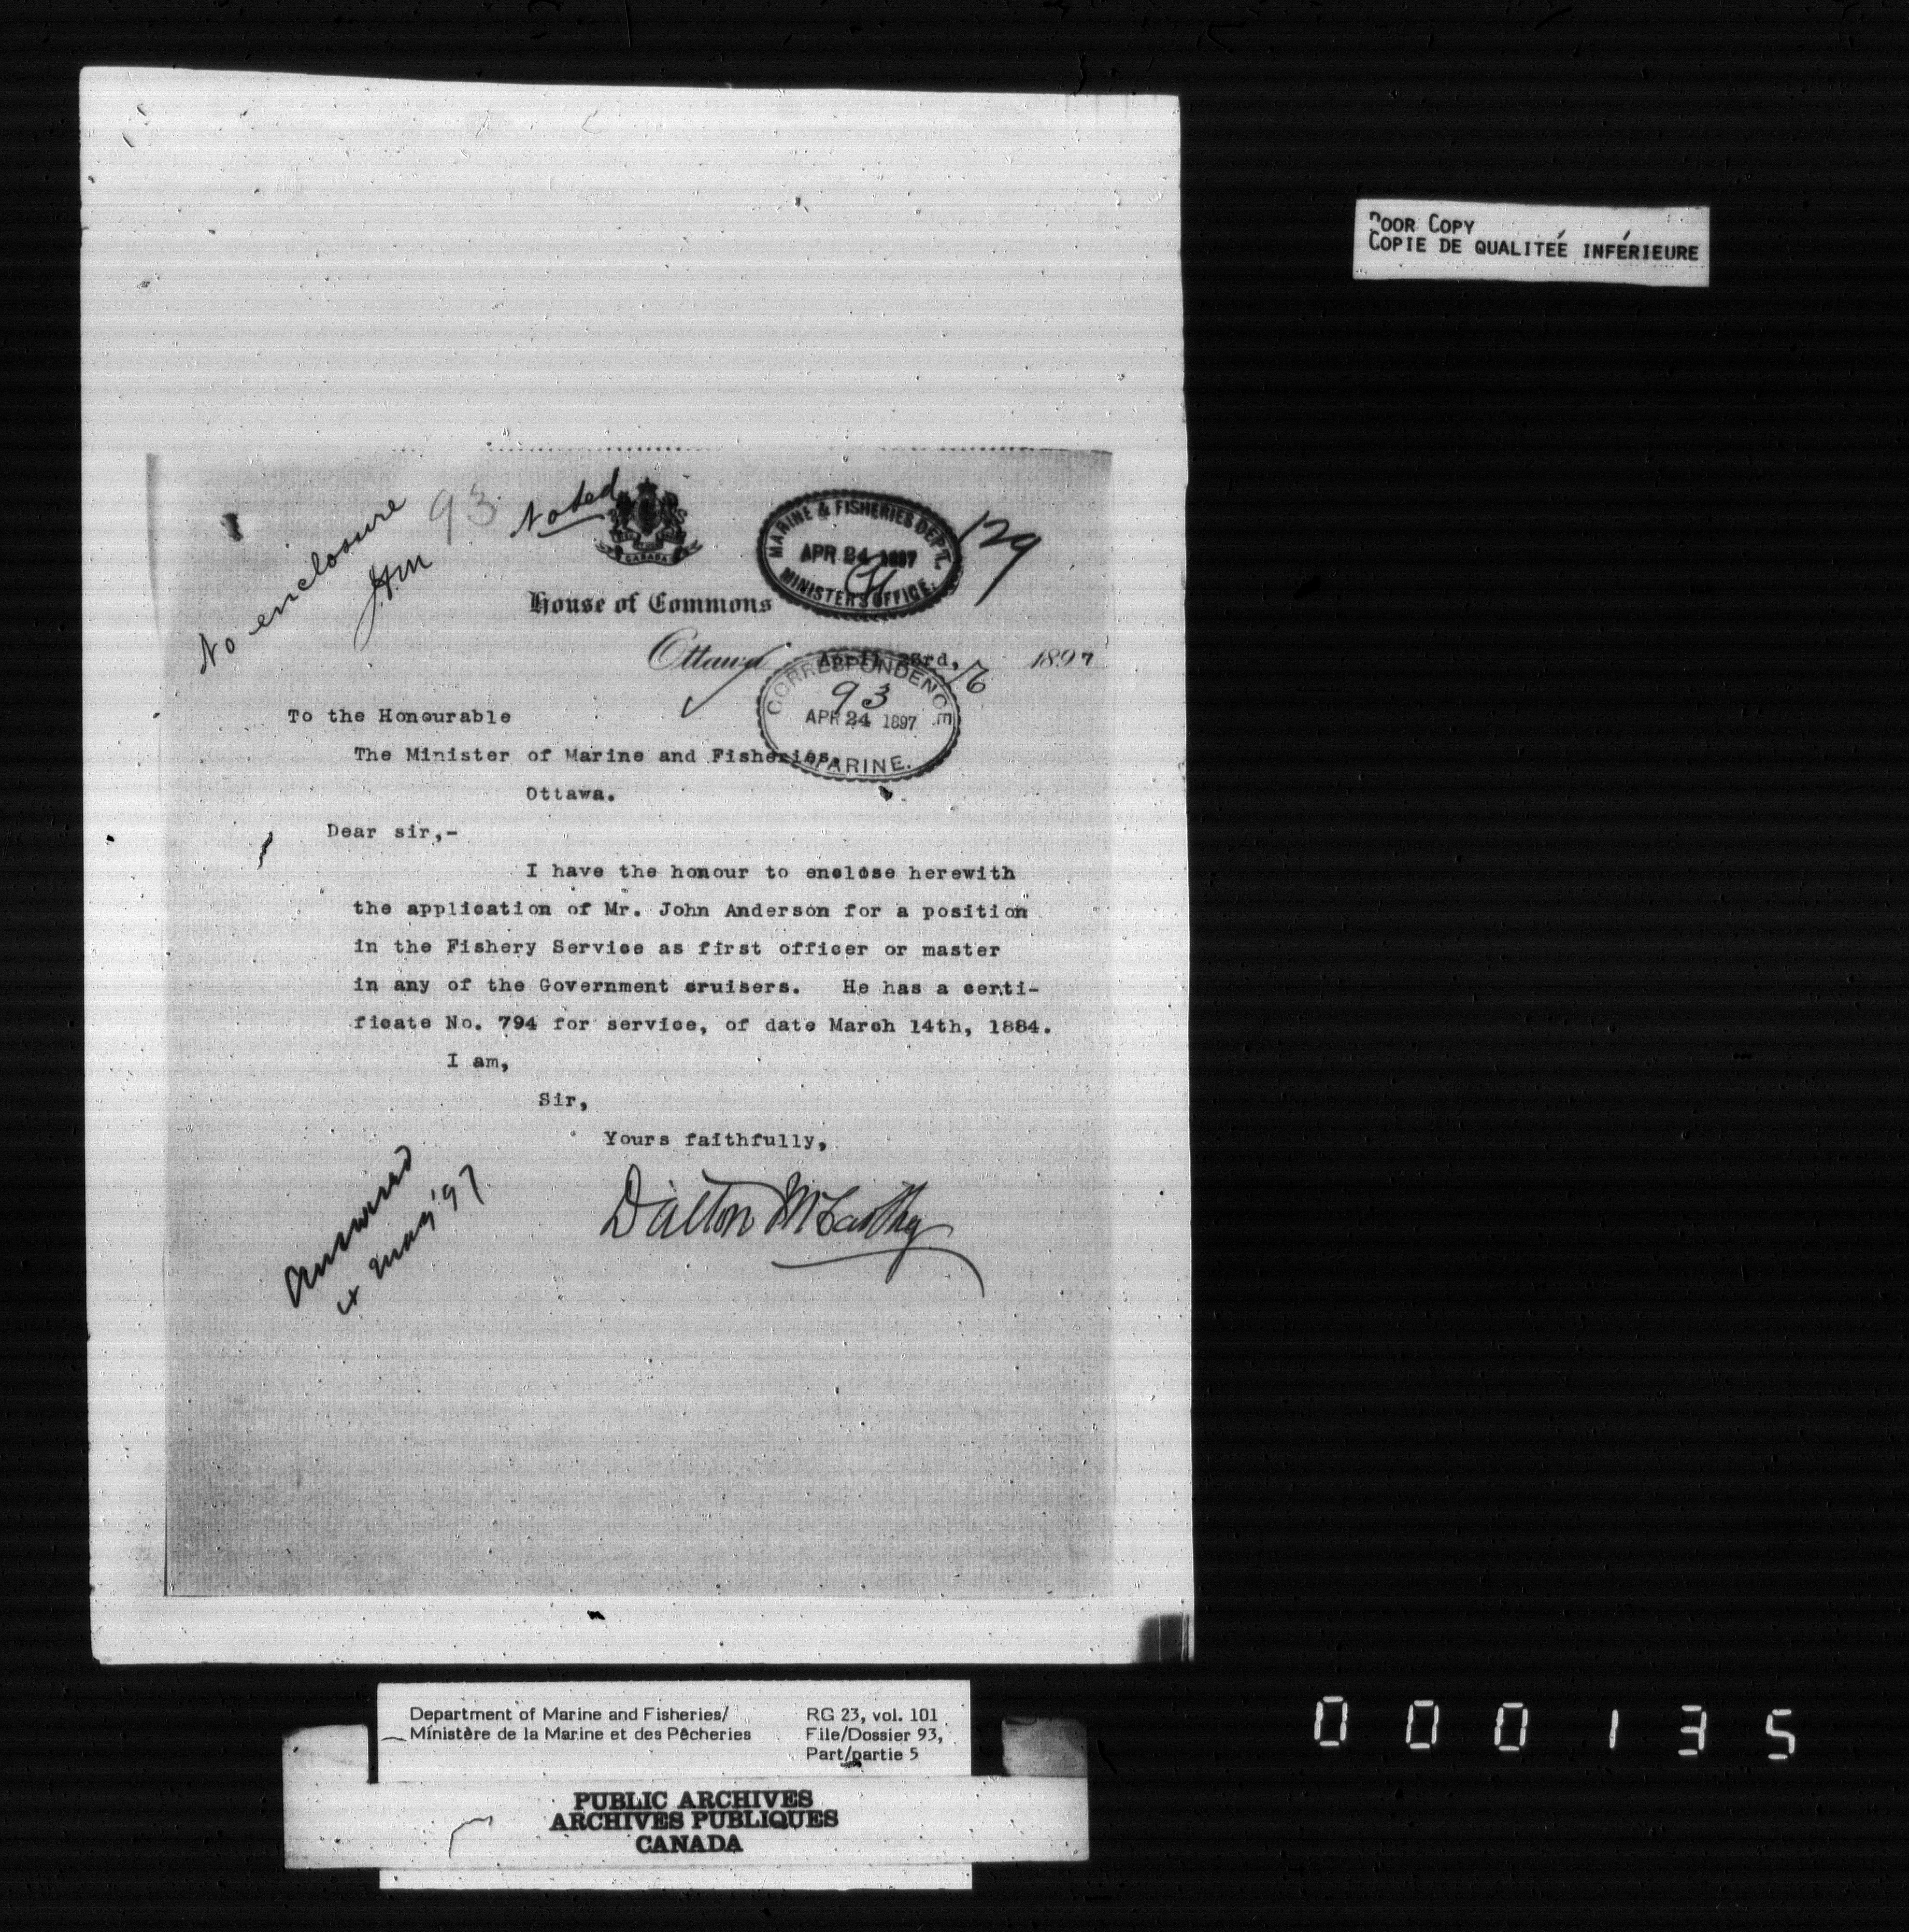 POOR COPY
COPIE DE QUALITÉE INFÉRIEURE
No enclosure
93
Noted
CANADA
MARINE & FISHERIES DEPT.
APR 24 1897
MINISTER'S OFFICE.
129
House of Commons
Ottawa April 23rd, 1897
76
CORRESPONDENCE
93
APR 24 1897
MARINE.
To the Honourable
The Minister of Marine and Fisheries,
Ottawa.
Dear sir,-
I have the honour to enclose herewith
the application of Mr. John Anderson for a position
in the Fishery Service as first officer or master
in any of the Government cruisers. He has a certi-
ficate No. 794 for service, of date March 14th, 1884.
I am,
Sir,
Yours faithfully,
Dalton McCarthy
Answered
4 May '97
Department of Marine and Fisheries/
Ministère de la Marine et des Pêcheries
RG 23, vol. 101
File/Dossier 93,
Part/partie 5
PUBLIC ARCHIVES
ARCHIVES PUBLIQUES
CANADA
000135